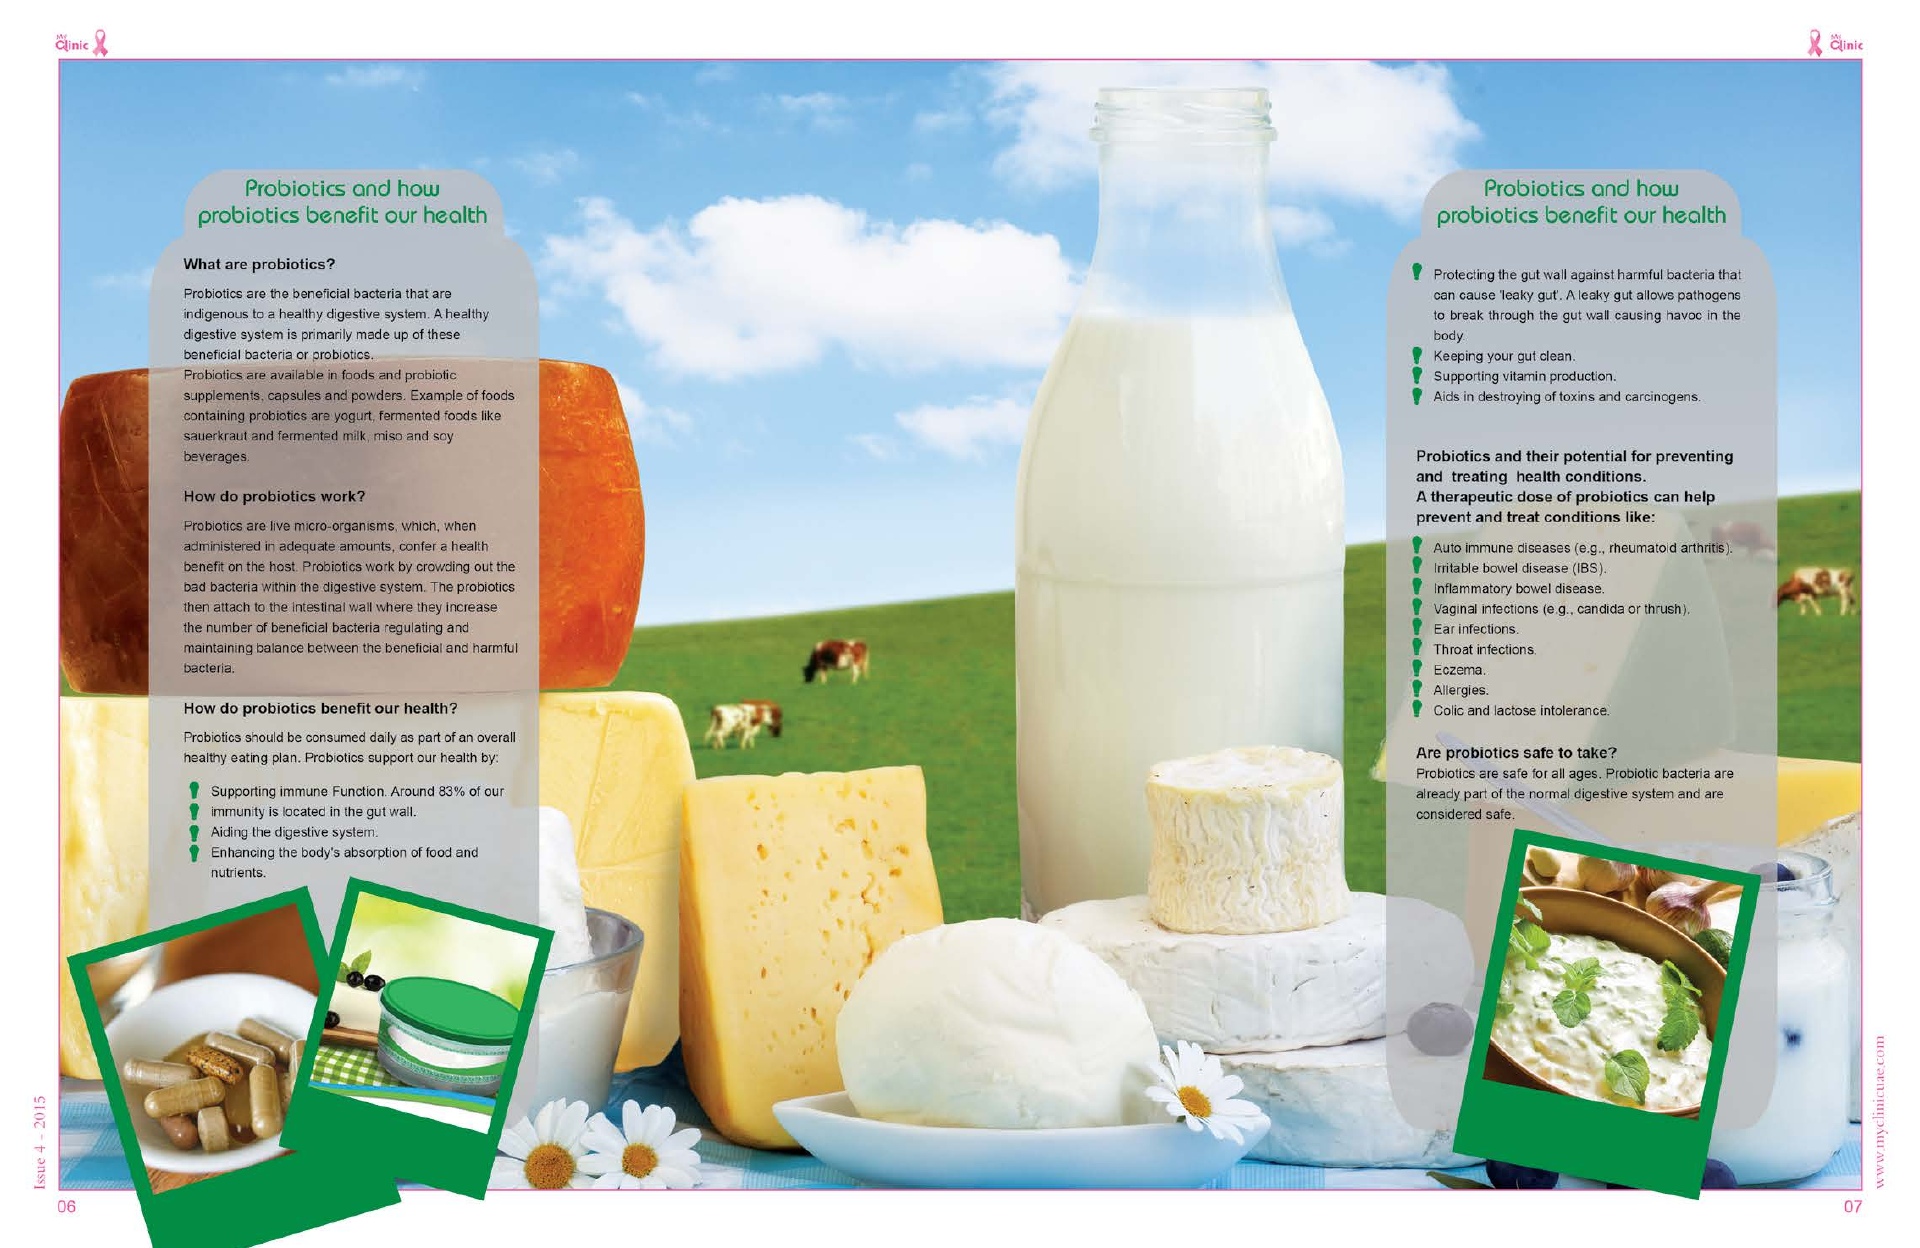 My
Clinic
My
Clinic
Probiotics and how
probiotics benefit our health
What are probiotics?
Probiotics are the beneficial bacteria that are
indigenous to a healthy digestive system. A healthy
digestive system is primarily made up of these
beneficial bacteria or probiotics.
Probiotics are available in foods and probiotic
supplements, capsules and powders. Example of foods
containing probiotics are yogurt, fermented foods like
sauerkraut and fermented milk, miso and soy
beverages.
How do probiotics work?
Probiotics are live micro-organisms, which, when
administered in adequate amounts, confer a health
benefit on the host. Probiotics work by crowding out the
bad bacteria within the digestive system. The probiotics
then attach to the intestinal wall where they increase
the number of beneficial bacteria regulating and
maintaining balance between the beneficial and harmful
bacteria.
How do probiotics benefit our health?
Probiotics should be consumed daily as part of an overall
healthy eating plan. Probiotics support our health by:
Supporting immune Function. Around 83% of our
immunity is located in the gut wall.
Aiding the digestive system.
Enhancing the body's absorption of food and
nutrients.
Issue 4 - 2015
06
Probiotics and how
probiotics benefit our health
Protecting the gut wall against harmful bacteria that
can cause 'leaky gut'. A leaky gut allows pathogens
to break through the gut wall causing havoc in the
body.
Keeping your gut clean.
Supporting vitamin production.
Aids in destroying of toxins and carcinogens.
Probiotics and their potential for preventing
and treating health conditions.
A therapeutic dose of probiotics can help
prevent and treat conditions like:
Auto immune diseases (e.g., rheumatoid arthritis).
Irritable bowel disease (IBS).
Inflammatory bowel disease.
Vaginal infections (e.g., candida or thrush).
Ear infections.
Throat infections.
Eczema.
Allergies.
Colic and lactose intolerance.
Are probiotics safe to take?
Probiotics are safe for all ages. Probiotic bacteria are
already part of the normal digestive system and are
considered safe.
www.myclinicuae.com
07